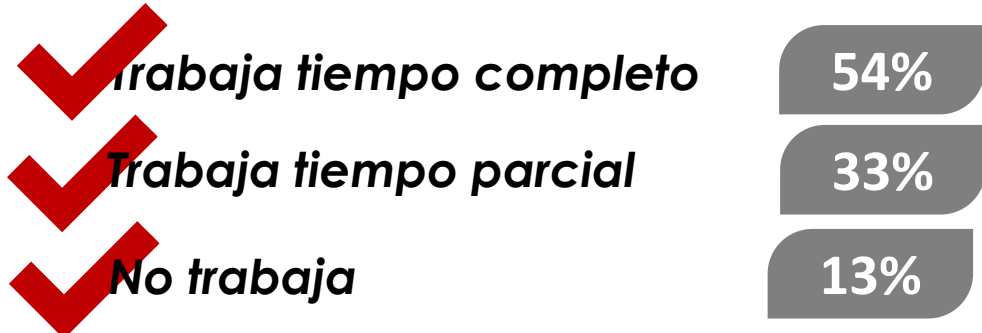 Trabaja tiempo completo 54%
Trabaja tiempo parcial 33%
No trabaja 13%